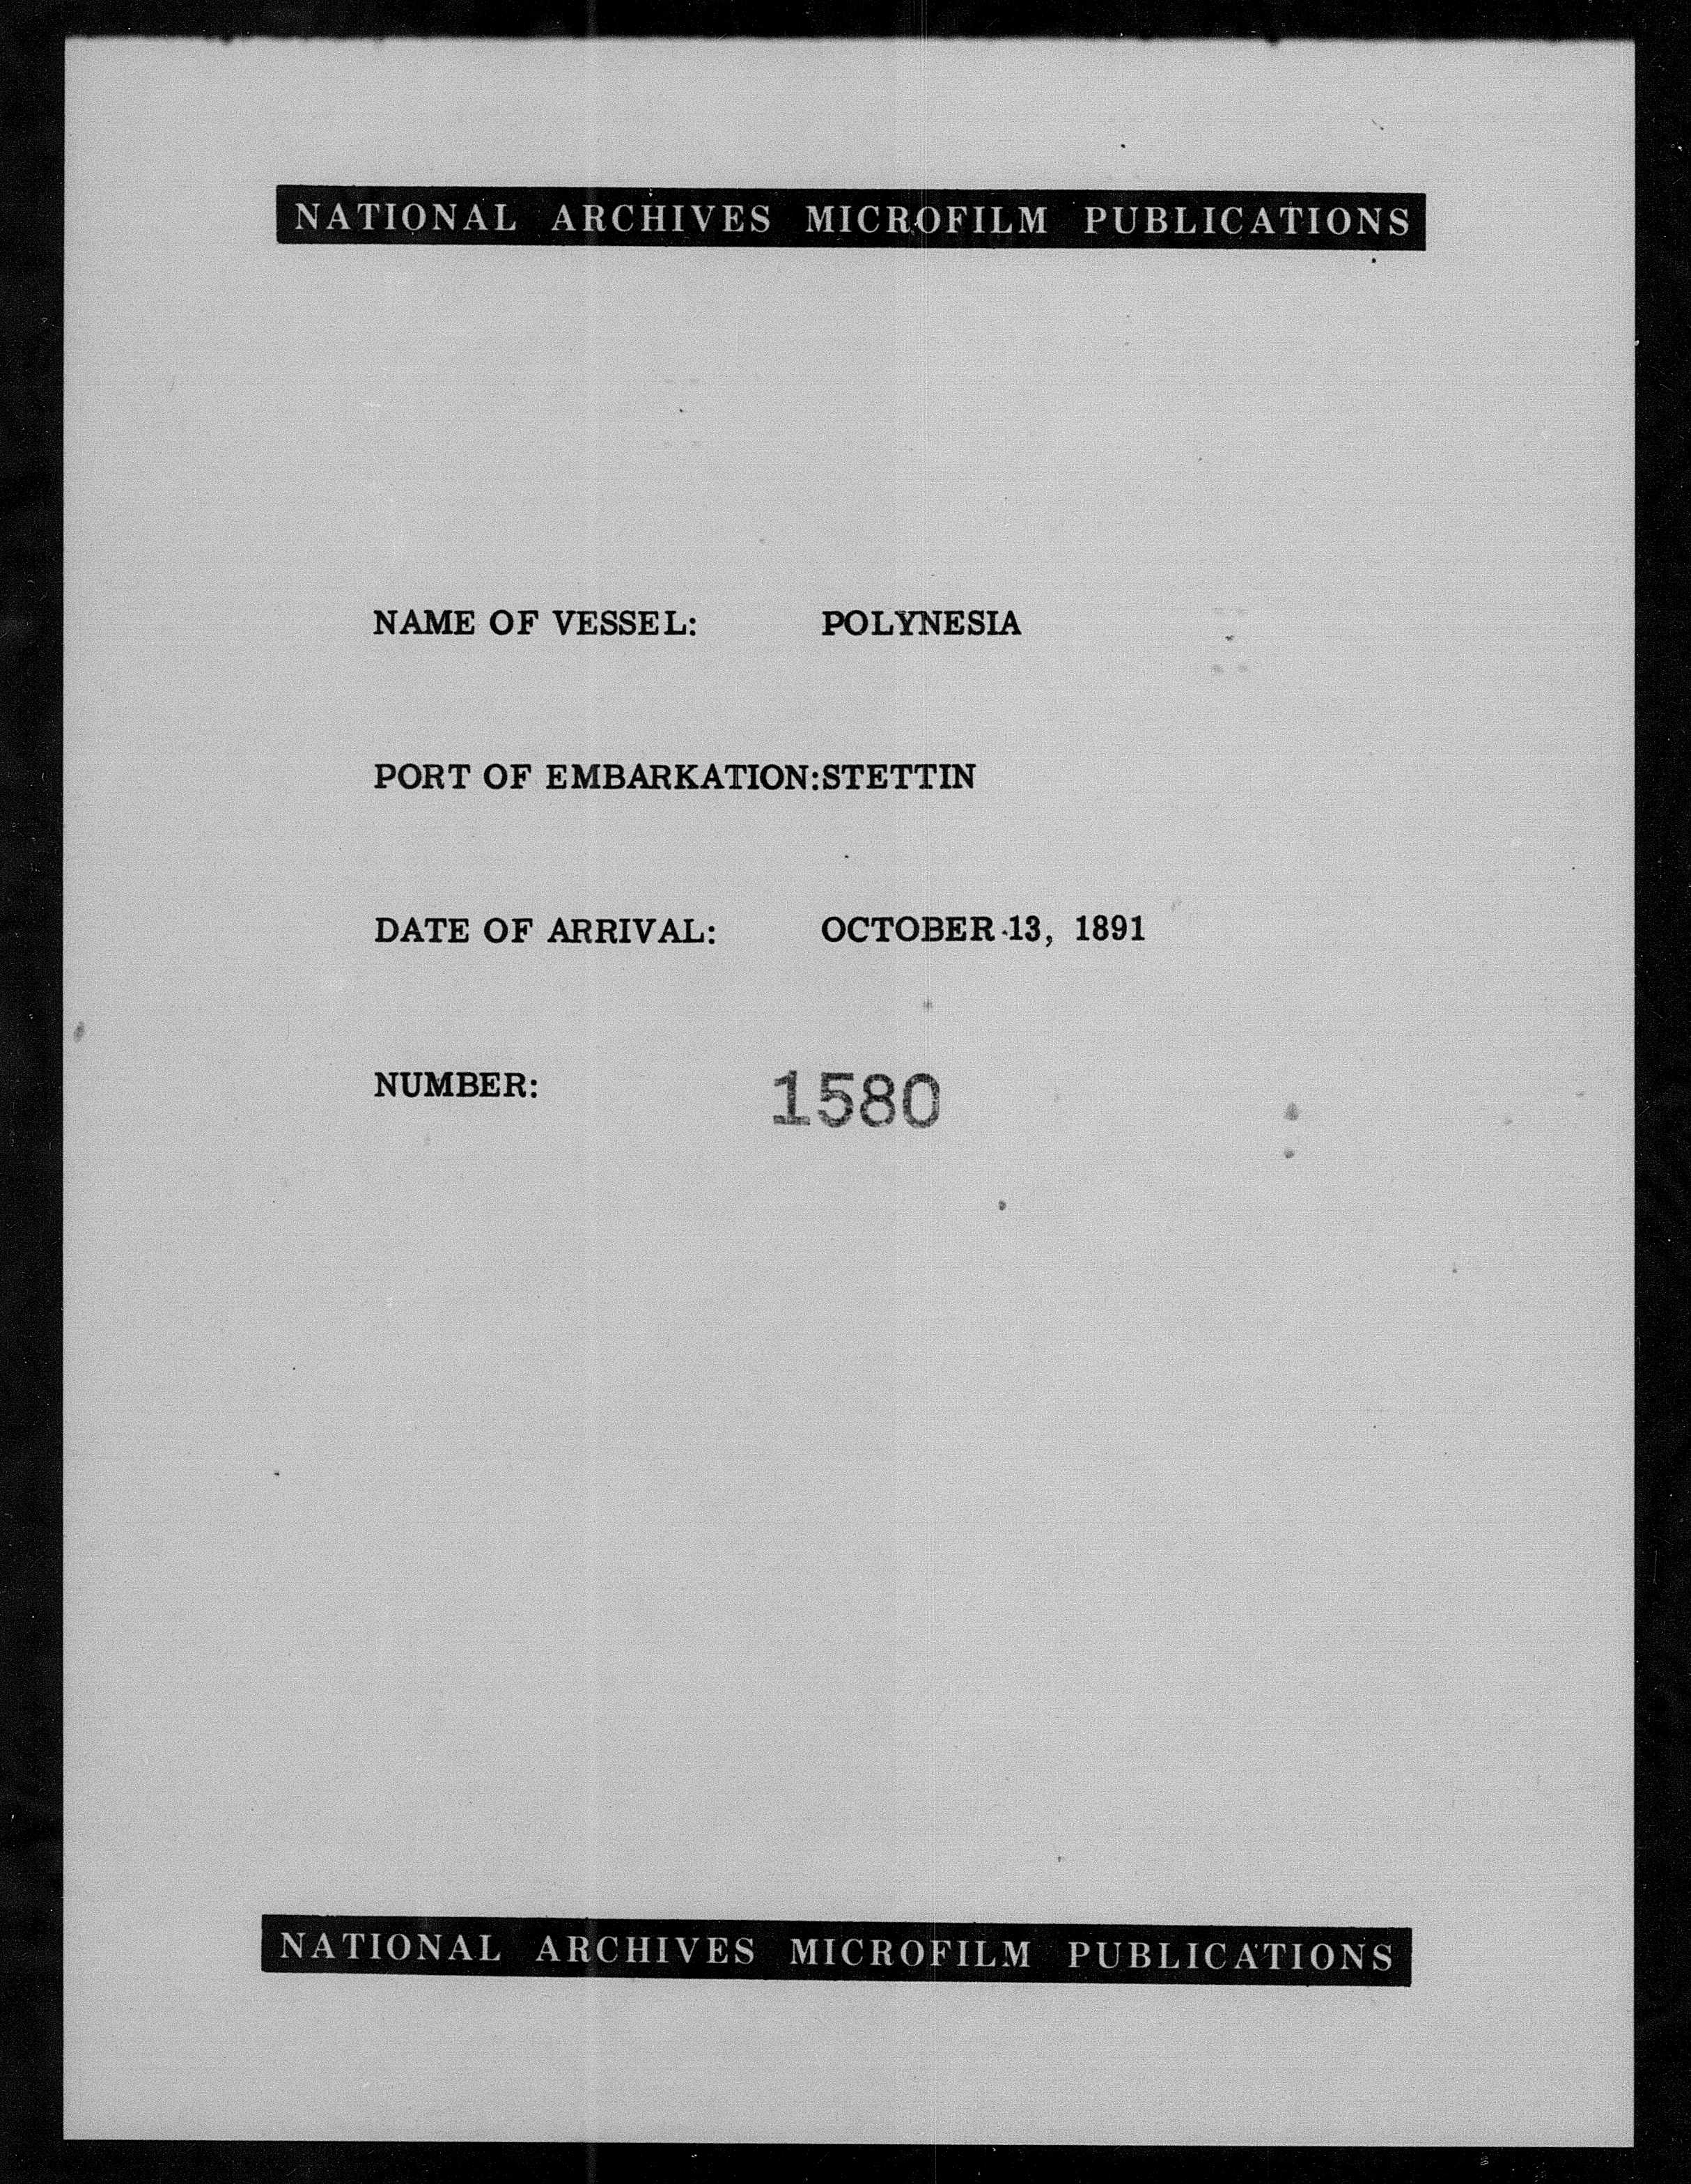 NATIONAL ARCHIVES MICROFILM PUBLICATIONS
NAME OF VESSEL: POLYNESIA
PORT OF EMBARKATION:STETTIN
DATE OF ARRIVAL: OCTOBER 13, 1891
NUMBER: 1580
NATIONAL ARCHIVES MICROFILM PUBLICATIONS